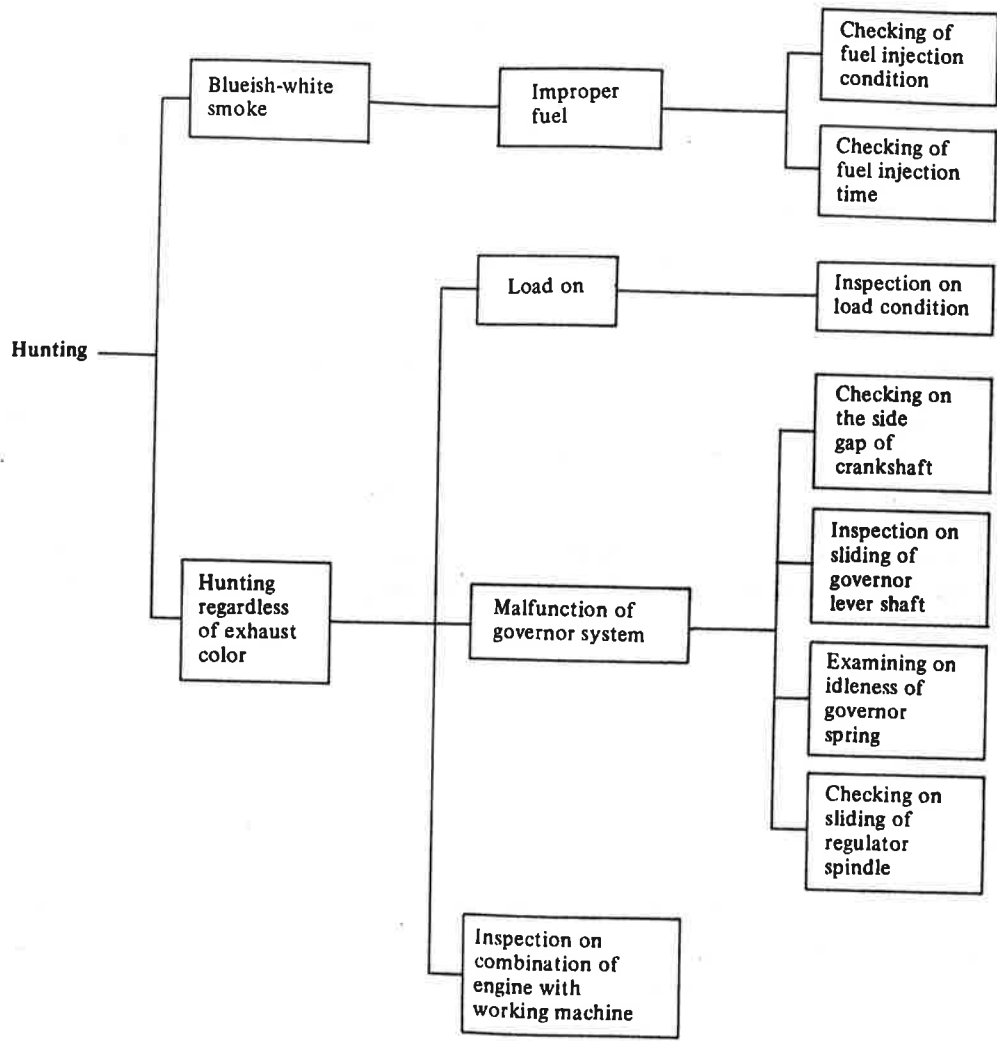 Hunting
Blueish-white
smoke
Improper
fuel
Checking of
fuel injection
condition
Checking of
fuel injection
time
Hunting
regardless
of exhaust
color
Load on
Inspection on
load condition
Malfunction of
governor system
Checking on
the side
gap of
crankshaft
Inspection on
sliding of
governor
lever shaft
Examining on
idleness of
governor
spring
Checking on
sliding of
regulator
spindle
Inspection on
combination of
engine with
working machine